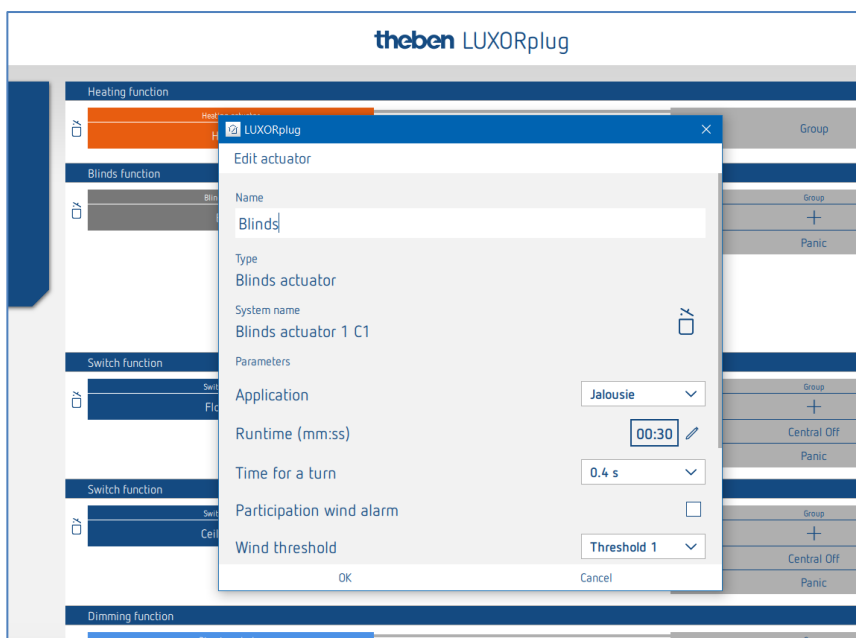 theben LUXORplug
Heating function
Group
LUXORplug
Edit actuator
Name
Blinds
Type
Blinds actuator
System name
Blinds actuator 1 C1
Parameters
Application
Jalousie
Runtime (mm:ss)
00:30
Time for a turn
0.4 s
Participation wind alarm
Wind threshold
Threshold 1
OK
Cancel
Blinds function
Group
+
Panic
Switch function
Group
+
Central Off
Panic
Switch function
Group
+
Central Off
Panic
Dimming function